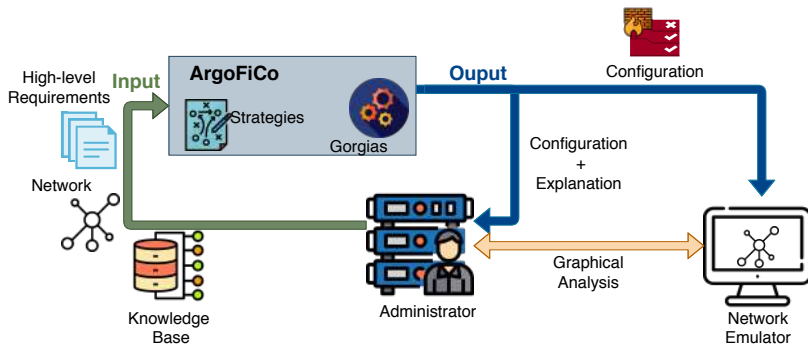 High-level
Requirements
Input
ArgoFiCo
Strategies
Gorgias
Ouput
Configuration
Configuration
+
Explanation
Network
Knowledge
Base
Administrator
Graphical
Analysis
Network
Emulator